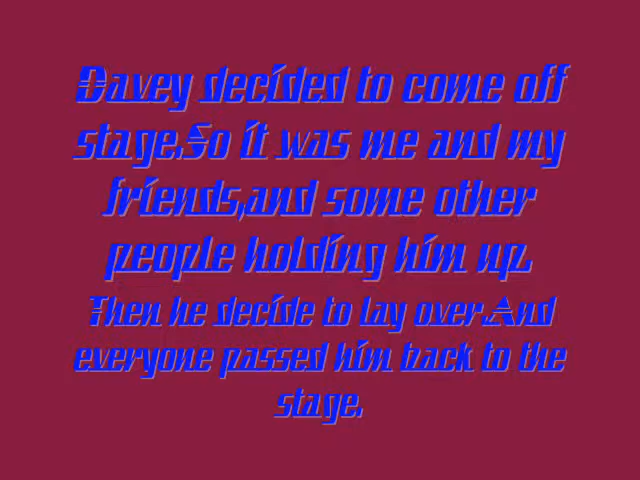 Davey decided to come off
stage.So it was me and my
friends,and some other
people holding him up.
Then he decide to lay over.And
everyone passed him back to the
stage.